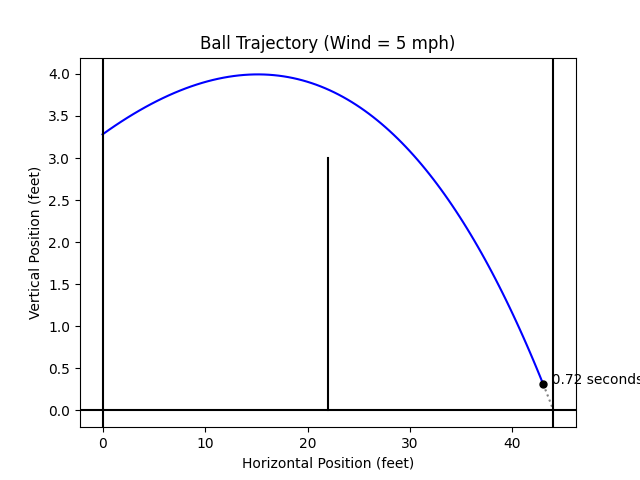 Ball Trajectory (Wind = 5 mph)
Vertical Position (feet)
4.0
3.5
3.0
2.5
2.0
1.5
1.0
0.5
0.0
0.72 seconds
0 10 20 30 40
Horizontal Position (feet)